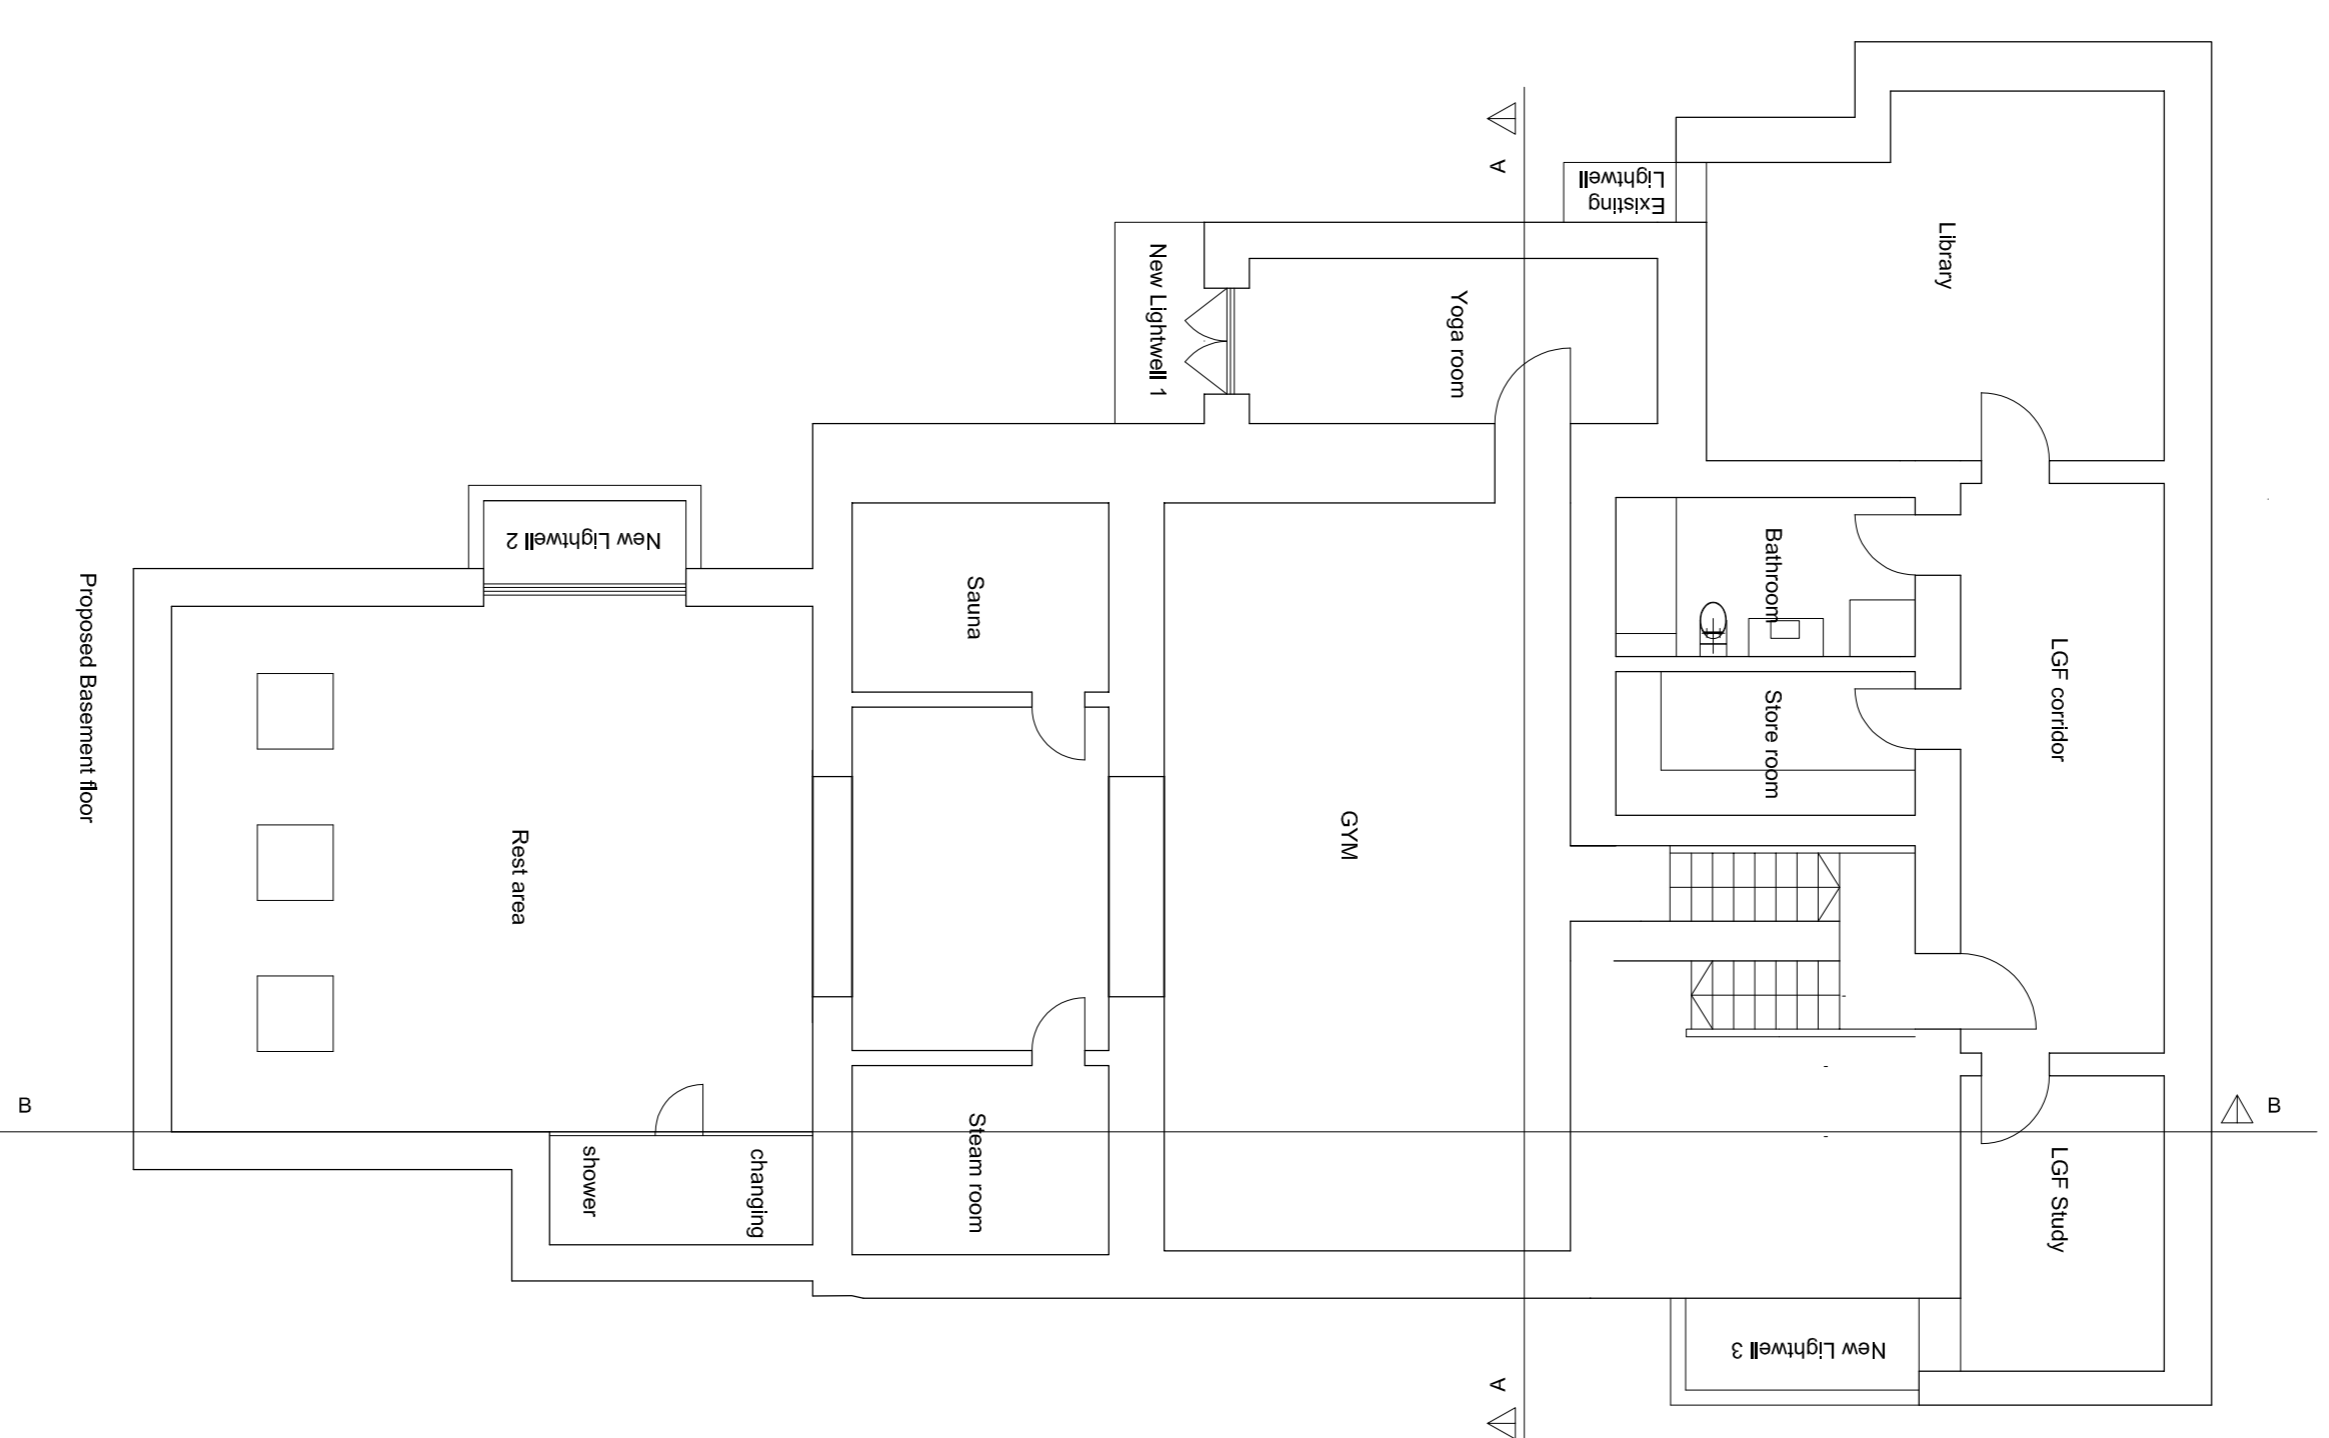 A
Existing
Lightwell
Library
New Lightwell 1
Yoga room
New Lightwell 2
Bathroom
Sauna
Proposed Basement floor
LGF corridor
Store room
GYM
Rest area
B
B
Steam room
shower
changing
LGF Study
New Lightwell 3
A